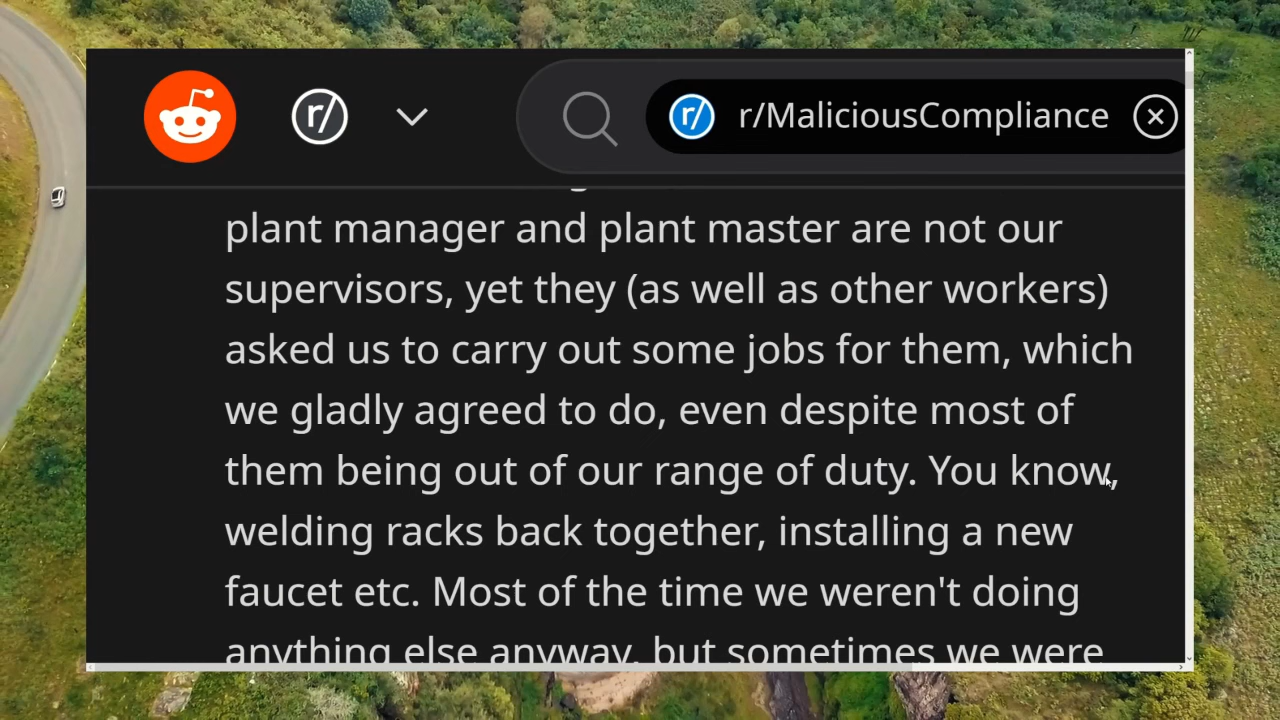 r/
r/ r/MaliciousCompliance
plant manager and plant master are not our
supervisors, yet they (as well as other workers)
asked us to carry out some jobs for them, which
we gladly agreed to do, even despite most of
them being out of our range of duty. You know,
welding racks back together, installing a new
faucet etc. Most of the time we weren't doing
anything else anyway, but sometimes we were